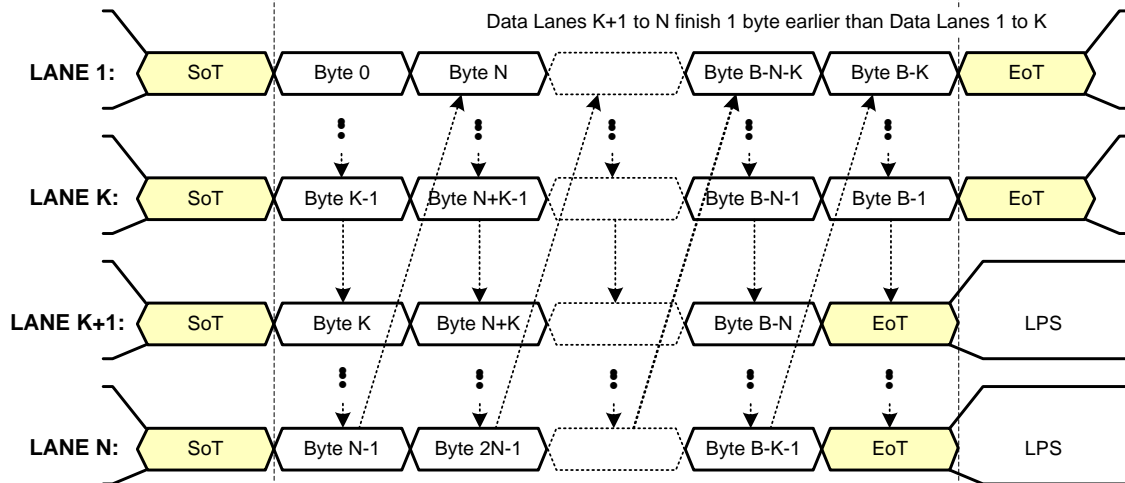 Data Lanes K+1 to N finish 1 byte earlier than Data Lanes 1 to K
LANE 1: SoT Byte 0 Byte N Byte B-N-K Byte B-K EoT
LANE K: SoT Byte K-1 Byte N+K-1 Byte B-N-1 Byte B-1 EoT
LANE K+1: SoT Byte K Byte N+K Byte B-N EoT LPS
LANE N: SoT Byte N-1 Byte 2N-1 Byte B-K-1 EoT LPS